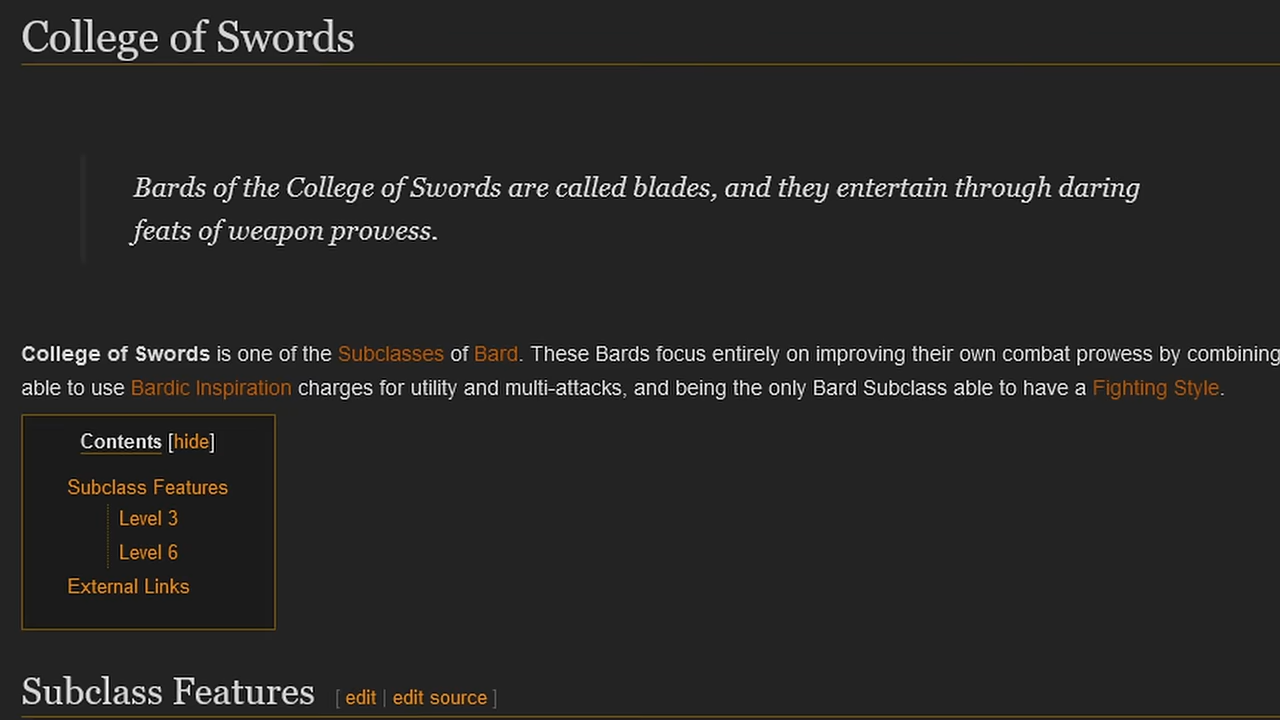 College of Swords
Bards of the College of Swords are called blades, and they entertain through daring
feats of weapon prowess.
College of Swords is one of the Subclasses of Bard. These Bards focus entirely on improving their own combat prowess by combining
able to use Bardic Inspiration charges for utility and multi-attacks, and being the only Bard Subclass able to have a Fighting Style.
Contents [hide]
Subclass Features
Level 3
Level 6
External Links
Subclass Features [ edit | edit source ]